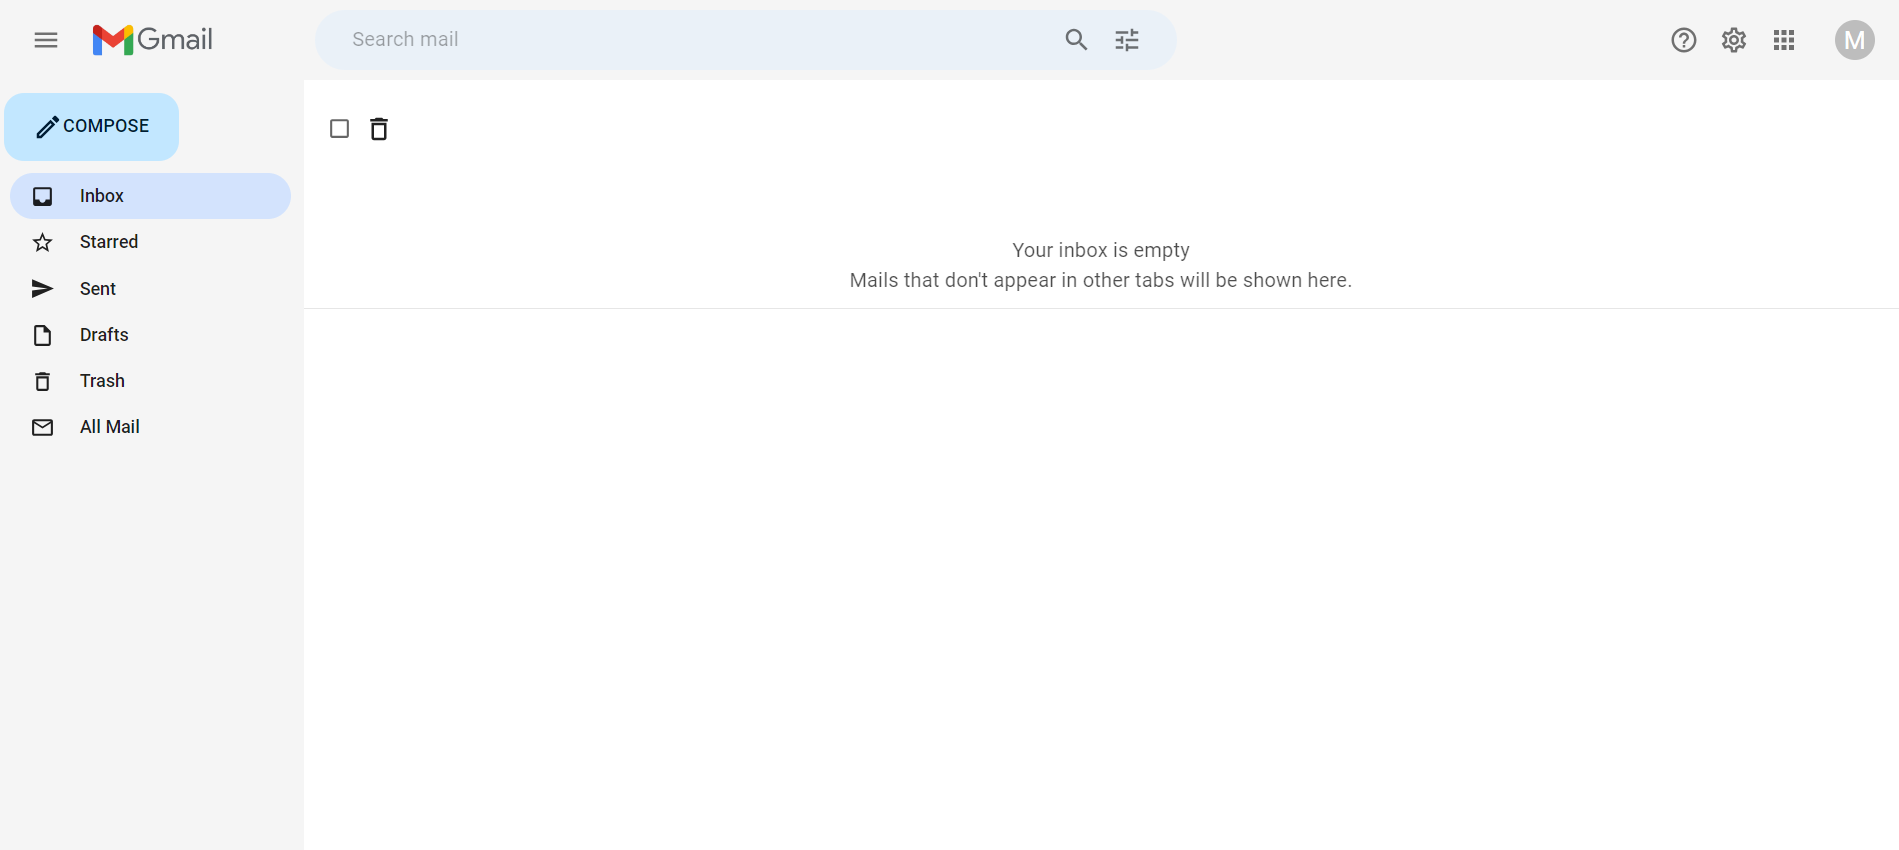 Gmail
Search mail
M
COMPOSE
Inbox
Starred
Sent
Drafts
Trash
All Mail
Your inbox is empty
Mails that don't appear in other tabs will be shown here.